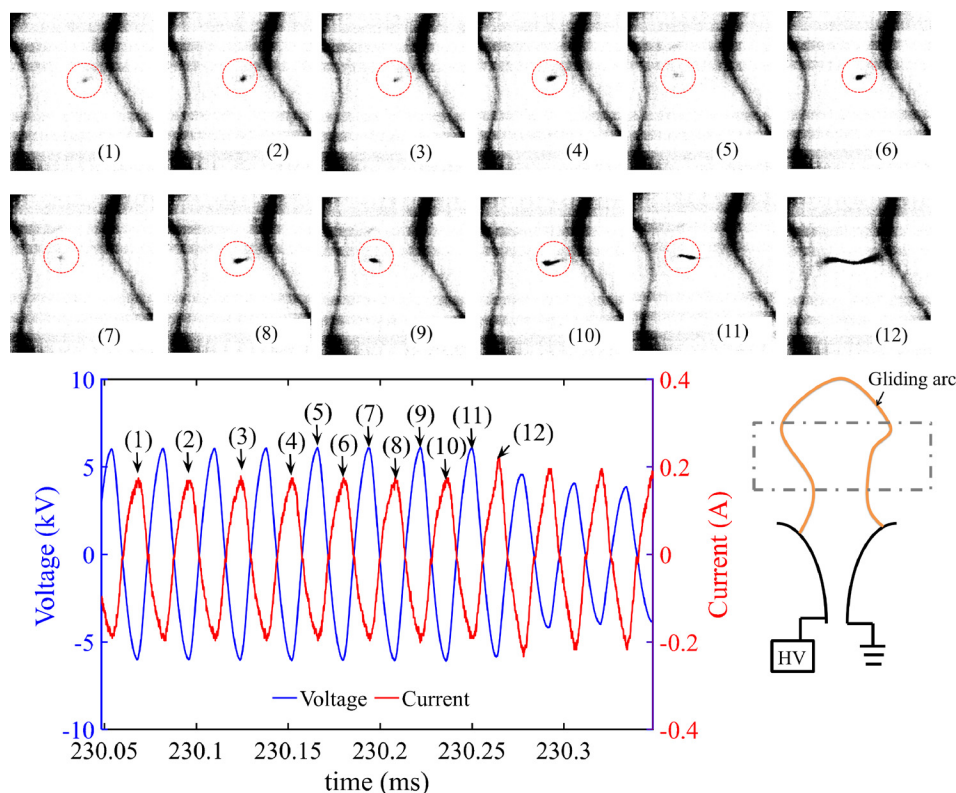 (1) (2) (3) (4) (5) (6)
(7) (8) (9) (10) (11) (12)
10 0.4
(5) (7) (9) (11)
(1) (2) (3) (4) (6) (8) (10) (12)
5 0.2
0 0
-5 -0.2
-10 -0.4
Voltage (kV)
Current (A)
Voltage Current
230.05 230.1 230.15 230.2 230.25 230.3
time (ms)
Gliding arc
HV